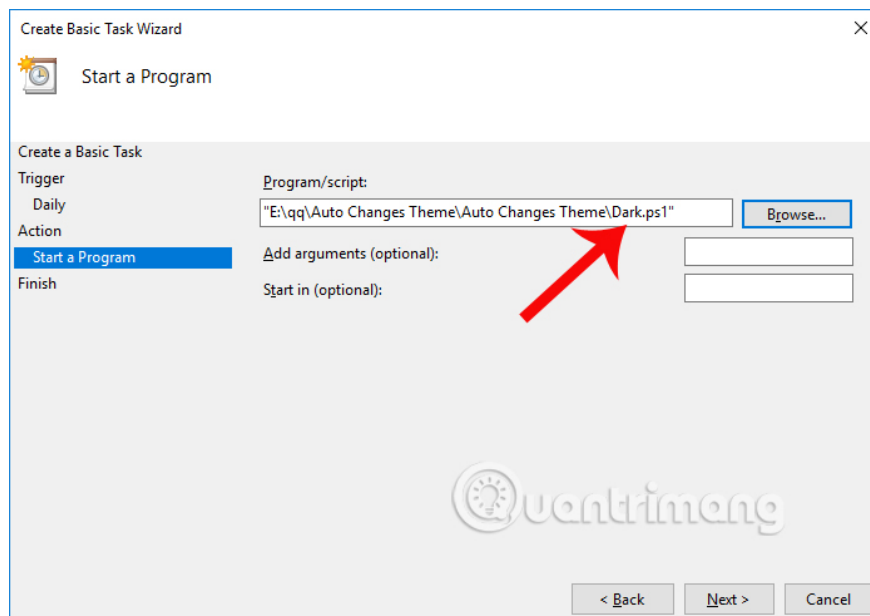 Create Basic Task Wizard
Start a Program
Create a Basic Task
Trigger
Daily
Action
Start a Program
Finish
Program/script:
"E:\qq\Auto Changes Theme\Auto Changes Theme\Dark.ps1"
Browse...
Add arguments (optional):
Start in (optional):
Quantrimang
< Back
Next >
Cancel